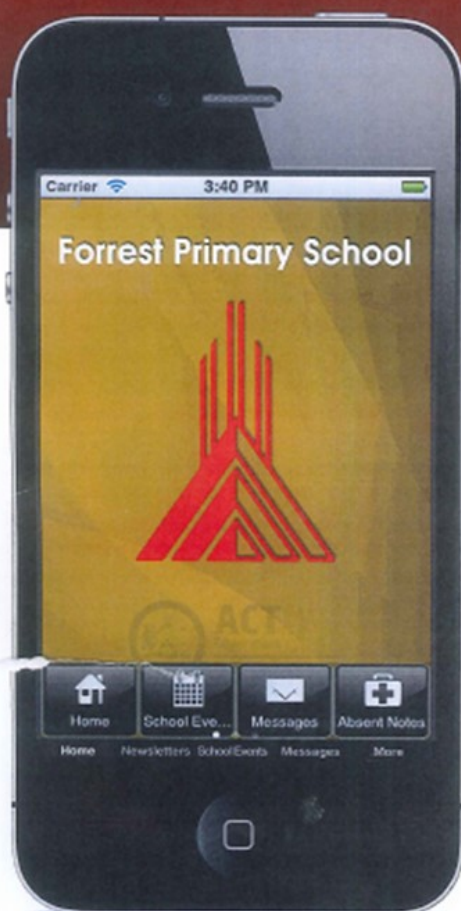 Carrier 3:40 PM
Forrest Primary School
ACT
Home School Eve... Messages Absent Notes
Home Newsletters School Events Messages More